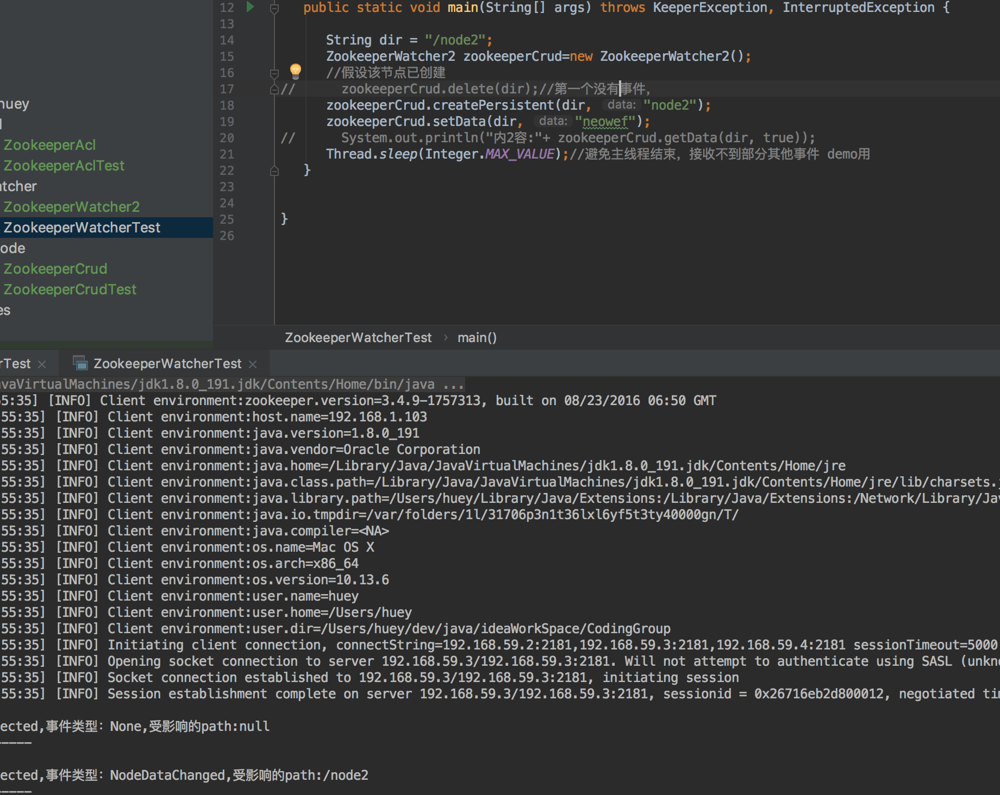 12 public static void main(String[] args) throws KeeperException, InterruptedException {
13
14 String dir = "/node2";
15 ZookeeperWatcher2 zookeeperCrud=new ZookeeperWatcher2();
16 //假设该节点已创建
17 // zookeeperCrud.delete(dir);//第一个没有事件,
18 zookeeperCrud.createPersistent(dir, data: "node2");
19 zookeeperCrud.setData(dir, data: "neowef");
20 // System.out.println("内2容:"+ zookeeperCrud.getData(dir, true));
21 Thread.sleep(Integer.MAX_VALUE);//避免主线程结束，接收不到部分其他事件 demo用
22 }
23
24
25 }
26
huey
ZookeeperAcl
ZookeeperAclTest
atcher
ZookeeperWatcher2
ZookeeperWatcherTest
ode
ZookeeperCrud
ZookeeperCrudTest
es
ZookeeperWatcherTest › main()
rTest × ZookeeperWatcherTest ×
avaVirtualMachines/jdk1.8.0_191.jdk/Contents/Home/bin/java ...
5:35] [INFO] Client environment:zookeeper.version=3.4.9-1757313, built on 08/23/2016 06:50 GMT
55:35] [INFO] Client environment:host.name=192.168.1.103
55:35] [INFO] Client environment:java.version=1.8.0_191
55:35] [INFO] Client environment:java.vendor=Oracle Corporation
55:35] [INFO] Client environment:java.home=/Library/Java/JavaVirtualMachines/jdk1.8.0_191.jdk/Contents/Home/jre
55:35] [INFO] Client environment:java.class.path=/Library/Java/JavaVirtualMachines/jdk1.8.0_191.jdk/Contents/Home/jre/lib/charsets.
55:35] [INFO] Client environment:java.library.path=/Users/huey/Library/Java/Extensions:/Library/Java/Extensions:/Network/Library/Jav
55:35] [INFO] Client environment:java.io.tmpdir=/var/folders/1l/31706p3n1t36lxl6yf5t3ty40000gn/T/
55:35] [INFO] Client environment:java.compiler=<NA>
55:35] [INFO] Client environment:os.name=Mac OS X
55:35] [INFO] Client environment:os.arch=x86_64
55:35] [INFO] Client environment:os.version=10.13.6
55:35] [INFO] Client environment:user.name=huey
55:35] [INFO] Client environment:user.home=/Users/huey
55:35] [INFO] Client environment:user.dir=/Users/huey/dev/java/ideaWorkSpace/CodingGroup
55:35] [INFO] Initiating client connection, connectString=192.168.59.2:2181,192.168.59.3:2181,192.168.59.4:2181 sessionTimeout=5000
55:35] [INFO] Opening socket connection to server 192.168.59.3/192.168.59.3:2181. Will not attempt to authenticate using SASL (unkno
55:35] [INFO] Socket connection established to 192.168.59.3/192.168.59.3:2181, initiating session
55:35] [INFO] Session establishment complete on server 192.168.59.3/192.168.59.3:2181, sessionid = 0x26716eb2d800012, negotiated tim
ected,事件类型：None,受影响的path:null
-----
ected,事件类型：NodeDataChanged,受影响的path:/node2
-----